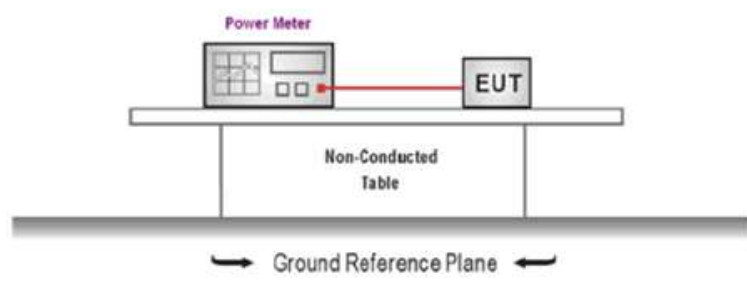 Power Meter
EUT
Non-Conducted
Table
Ground Reference Plane